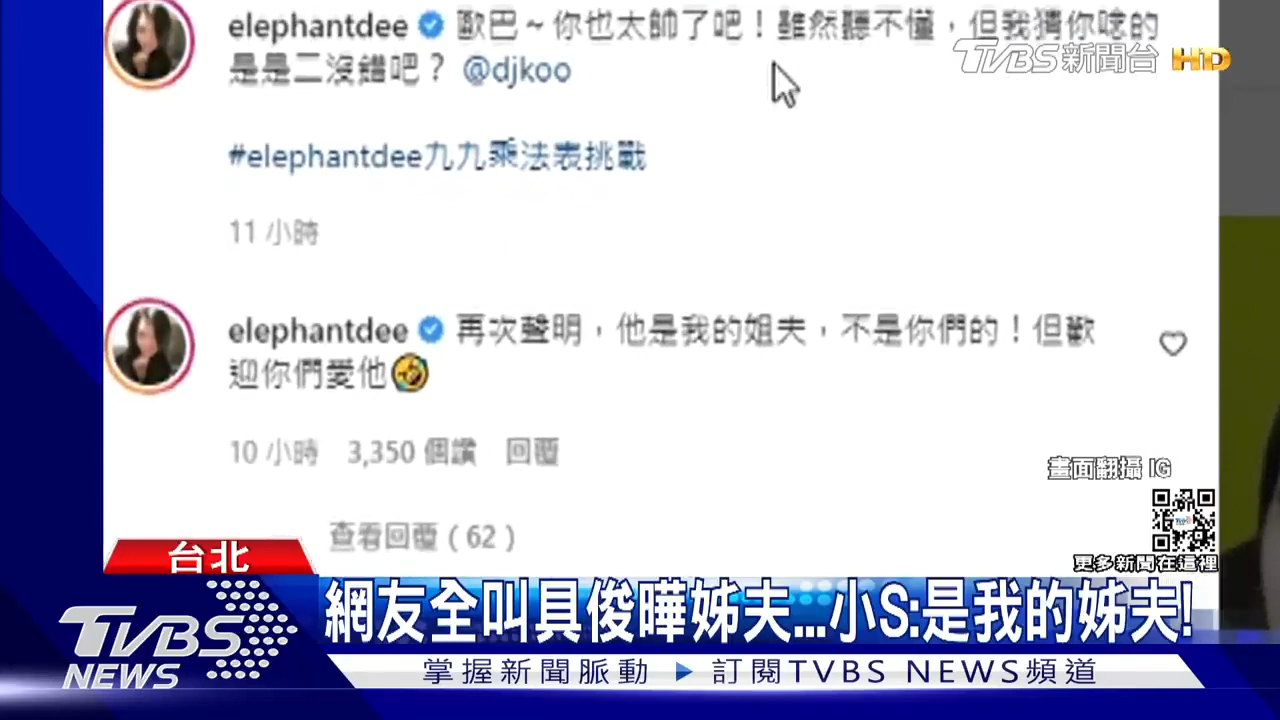 elephantdee 歐巴～你也太帥了吧！雖然聽不懂，但我猜你唸的
是是二沒錯吧？ @djkoo
TVBS新聞台 HD
#elephantdee九九乘法表挑戰
11 小時
elephantdee 再次聲明，他是我的姐夫，不是你們的！但歡
迎你們愛他🤣
10 小時 3,350 個讚 回覆
查看回覆（62）
畫面翻攝 IG
更多新聞在這裡
台北
網友全叫具俊曄姊夫...小S:是我的姊夫!
TVBS NEWS
掌握新聞脈動 ▶ 訂閱TVBS NEWS頻道